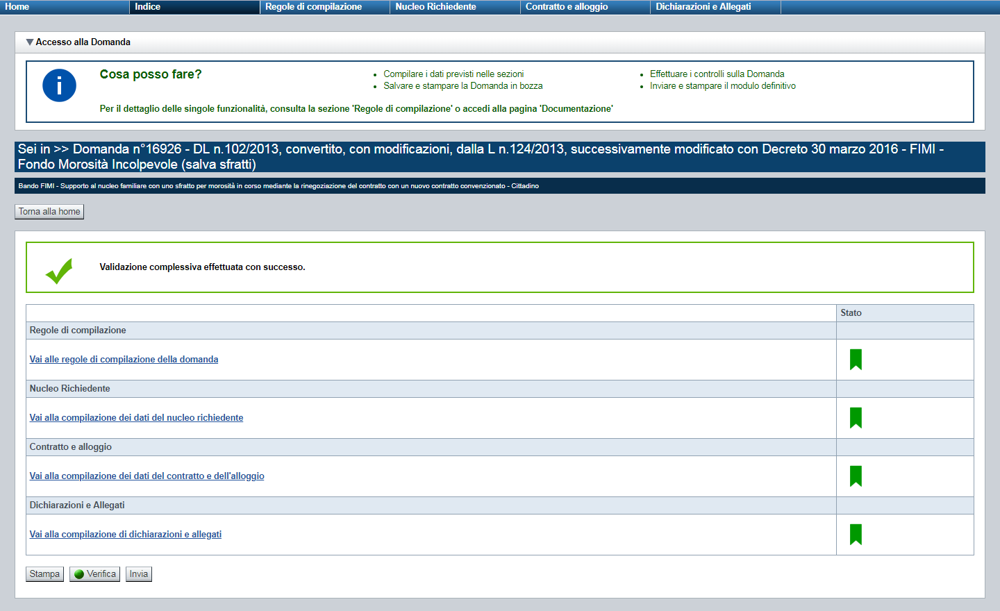 Home Indice Regole di compilazione Nucleo Richiedente Contratto e alloggio Dichiarazioni e Allegati
Accesso alla Domanda
Cosa posso fare?
Compilare i dati previsti nelle sezioni
Salvare e stampare la Domanda in bozza
Effettuare i controlli sulla Domanda
Inviare e stampare il modulo definitivo
Per il dettaglio delle singole funzionalità, consulta la sezione 'Regole di compilazione' o accedi alla pagina 'Documentazione'
Sei in >> Domanda n°16926 - DL n.102/2013, convertito, con modificazioni, dalla L n.124/2013, successivamente modificato con Decreto 30 marzo 2016 - FIMI -
Fondo Morosità Incolpevole (salva sfratti)
Bando FIMI - Supporto al nucleo familiare con uno sfratto per morosità in corso mediante la rinegoziazione del contratto con un nuovo contratto convenzionato - Cittadino
Torna alla home
Validazione complessiva effettuata con successo.
Stato
Regole di compilazione
Vai alle regole di compilazione della domanda
Nucleo Richiedente
Vai alla compilazione dei dati del nucleo richiedente
Contratto e alloggio
Vai alla compilazione dei dati del contratto e dell'alloggio
Dichiarazioni e Allegati
Vai alla compilazione di dichiarazioni e allegati
Stampa Verifica Invia